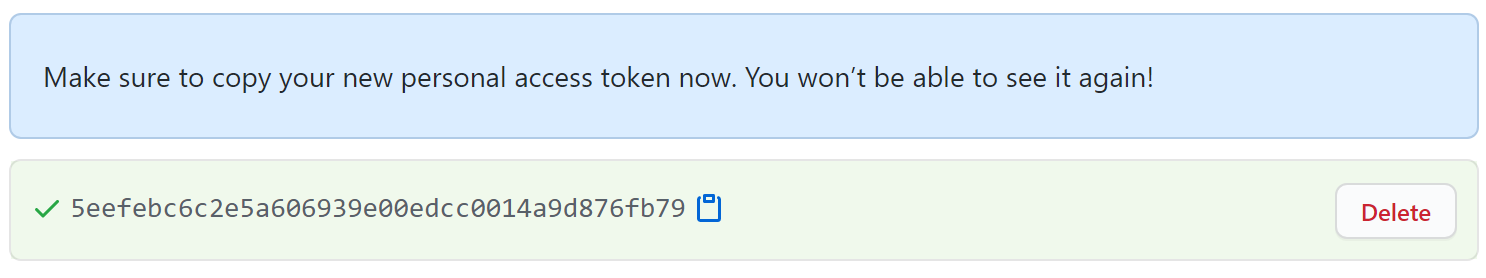 Make sure to copy your new personal access token now. You won’t be able to see it again!
5eefebc6c2e5a606939e00edcc0014a9d876fb79
Delete